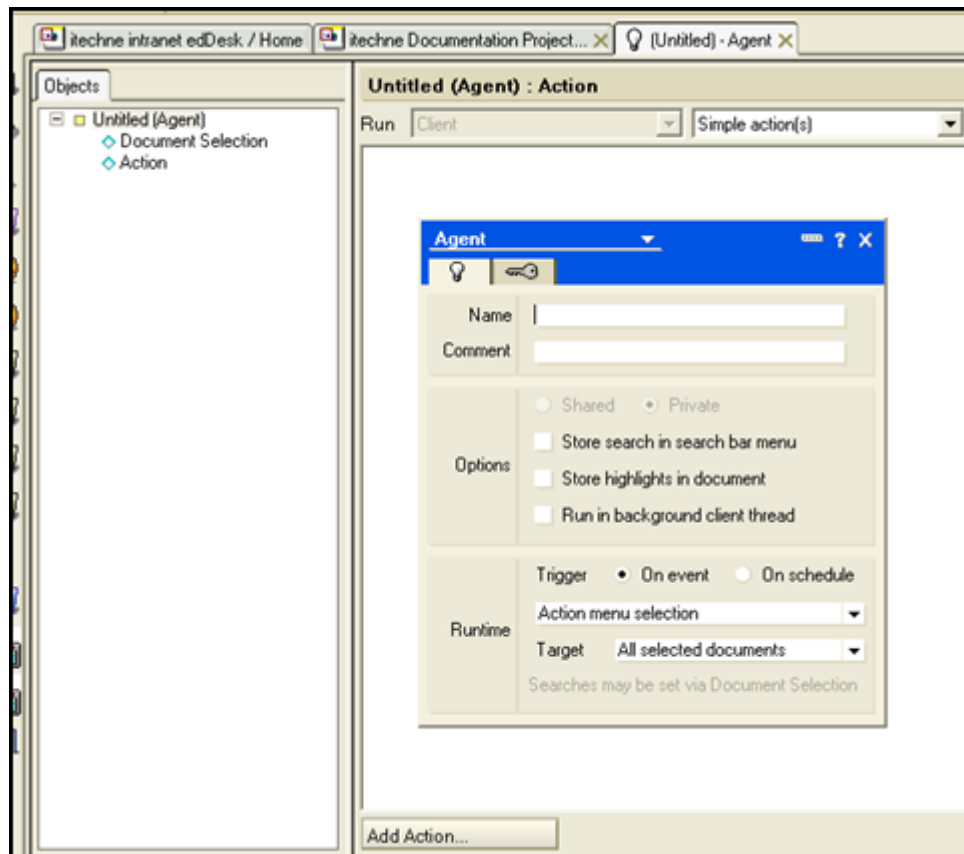 itechne intranet edDesk / Home itechne Documentation Project... (Untitled) - Agent
Objects
Untitled (Agent)
Document Selection
Action
Untitled (Agent) : Action
Run Client Simple action(s)
Agent ?
Name
Comment
Options
Shared Private
Store search in search bar menu
Store highlights in document
Run in background client thread
Runtime
Trigger On event On schedule
Action menu selection
Target All selected documents
Searches may be set via Document Selection
Add Action...